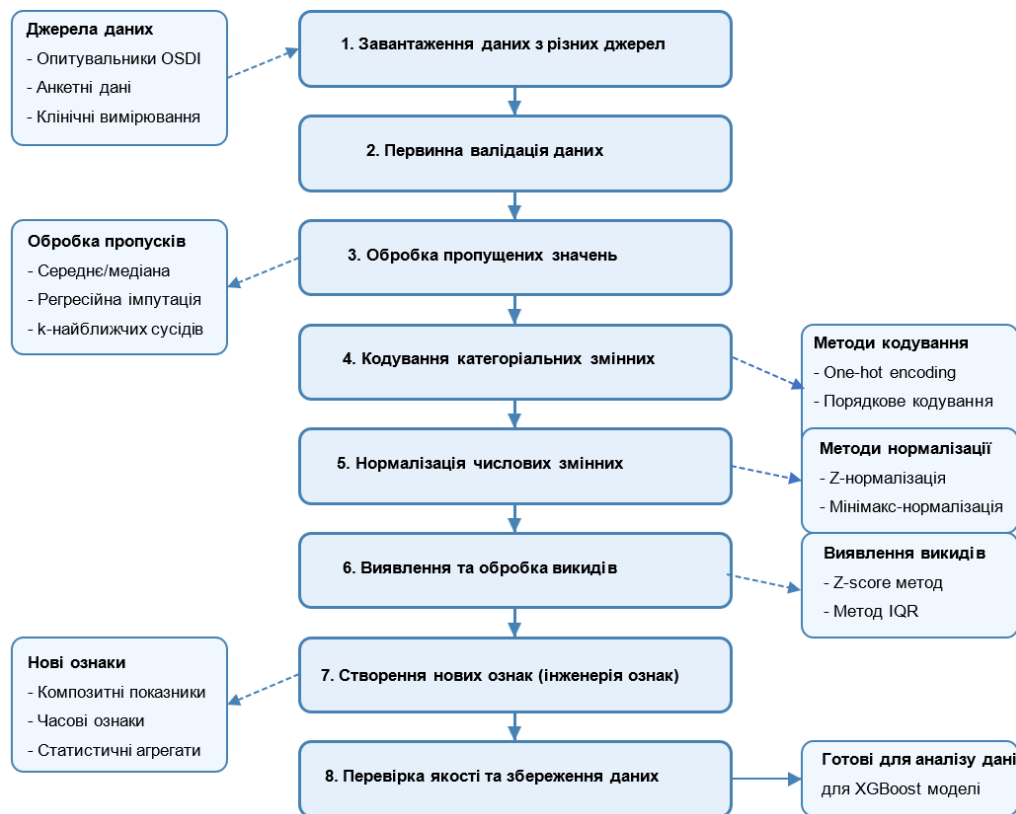 Джерела даних
- Опитувальники OSDI
- Анкетні дані
- Клінічні вимірювання
1. Завантаження даних з різних джерел
2. Первинна валідація даних
Обробка пропусків
- Середнє/медіана
- Регресійна імпутація
- k-найближчих сусідів
3. Обробка пропущених значень
4. Кодування категоріальних змінних
Методи кодування
- One-hot encoding
- Порядкове кодування
5. Нормалізація числових змінних
Методи нормалізації
- Z-нормалізація
- Мінімакс-нормалізація
6. Виявлення та обробка викидів
Виявлення викидів
- Z-score метод
- Метод IQR
Нові ознаки
- Композитні показники
- Часові ознаки
- Статистичні агрегати
7. Створення нових ознак (інженерія ознак)
8. Перевірка якості та збереження даних
Готові для аналізу дані
для XGBoost моделі